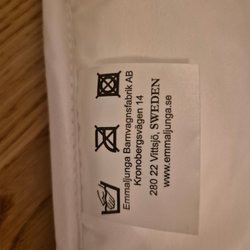 Emmaljunga Barnvagnsfabrik AB
Kronobergsvägen 14
280 22 Vittsjö, SWEDEN
www.emmaljunga.se